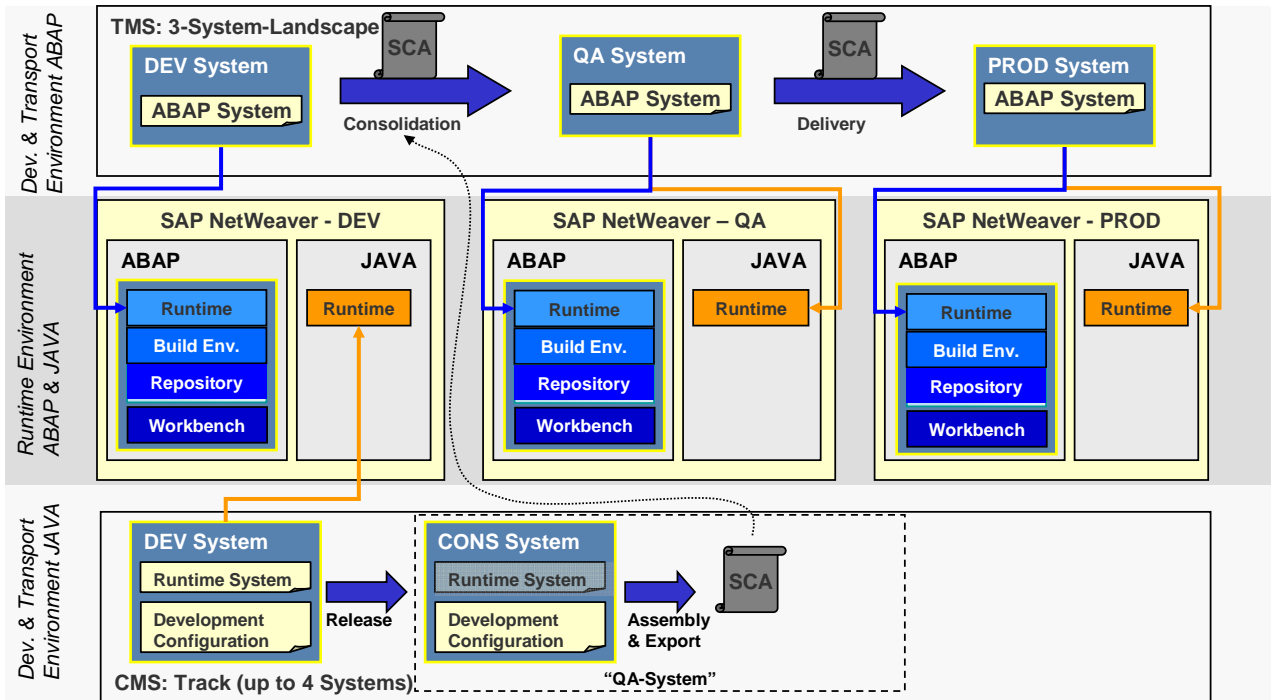 Dev. & Transport
Environment ABAP
TMS: 3-System-Landscape
DEV System
ABAP System
SCA
Consolidation
QA System
ABAP System
SCA
Delivery
PROD System
ABAP System
Runtime Environment
ABAP & JAVA
SAP NetWeaver - DEV
ABAP
Runtime
Build Env.
Repository
Workbench
JAVA
Runtime
SAP NetWeaver – QA
ABAP
Runtime
Build Env.
Repository
Workbench
JAVA
Runtime
SAP NetWeaver - PROD
ABAP
Runtime
Build Env.
Repository
Workbench
JAVA
Runtime
Dev. & Transport
Environment JAVA
DEV System
Runtime System
Development
Configuration
Release
CONS System
Runtime System
Development
Configuration
Assembly
& Export
SCA
“QA-System”
CMS: Track (up to 4 Systems)